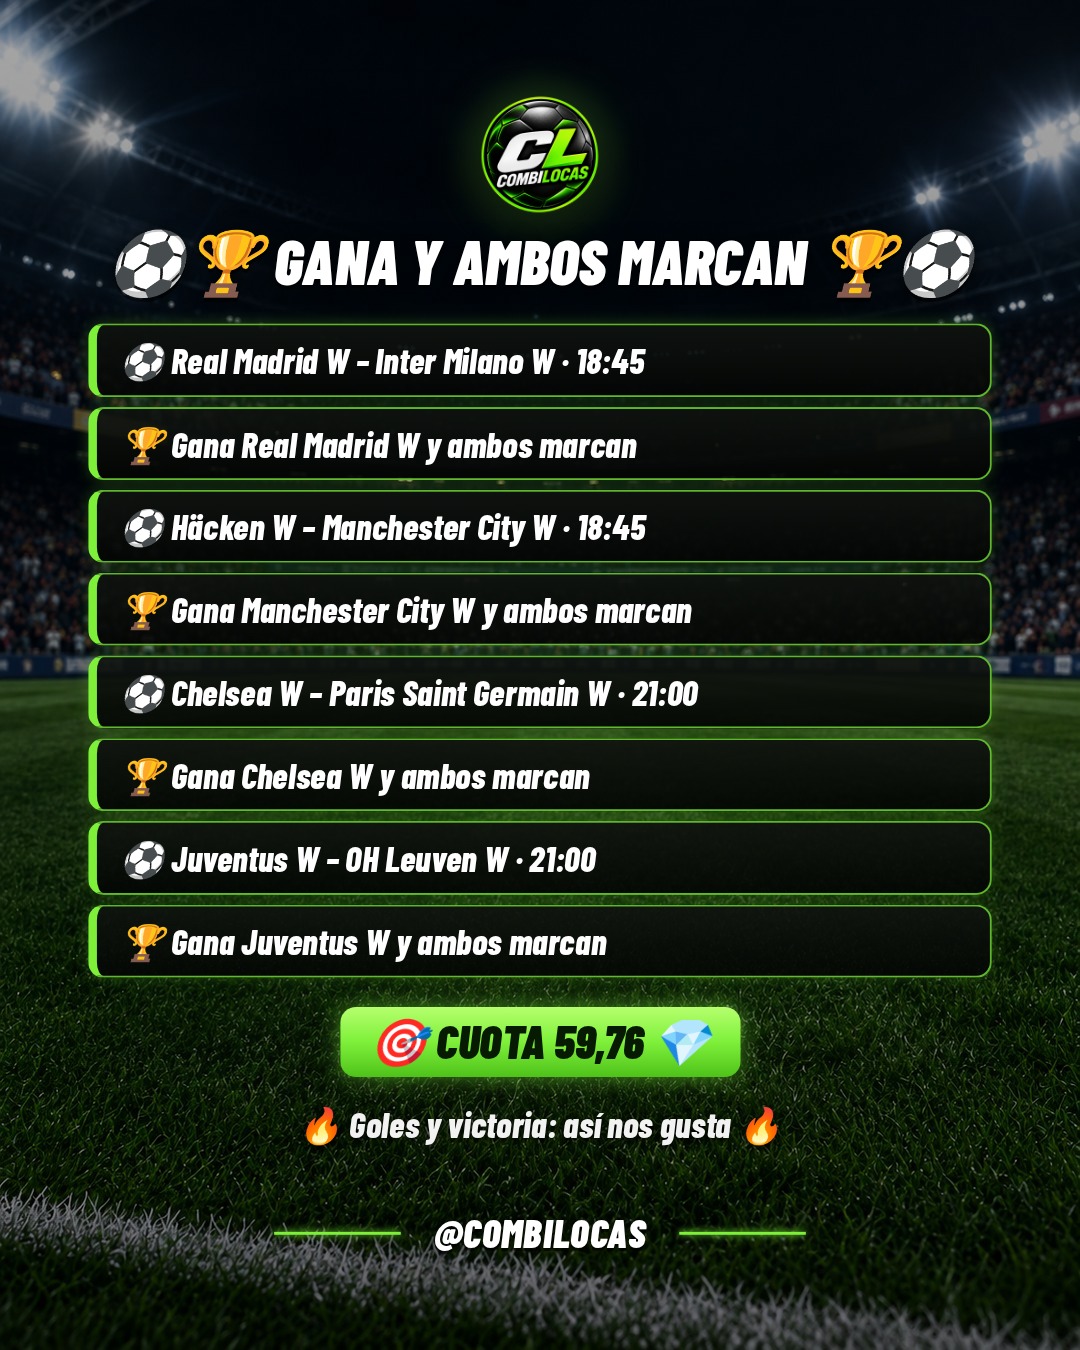 CL
COMBILOCAS
GANA Y AMBOS MARCAN
Real Madrid W - Inter Milano W · 18:45
Gana Real Madrid W y ambos marcan
Häcken W - Manchester City W · 18:45
Gana Manchester City W y ambos marcan
Chelsea W - Paris Saint Germain W · 21:00
Gana Chelsea W y ambos marcan
Juventus W - OH Leuven W · 21:00
Gana Juventus W y ambos marcan
CUOTA 59,76
Goles y victoria: así nos gusta
@COMBILOCAS